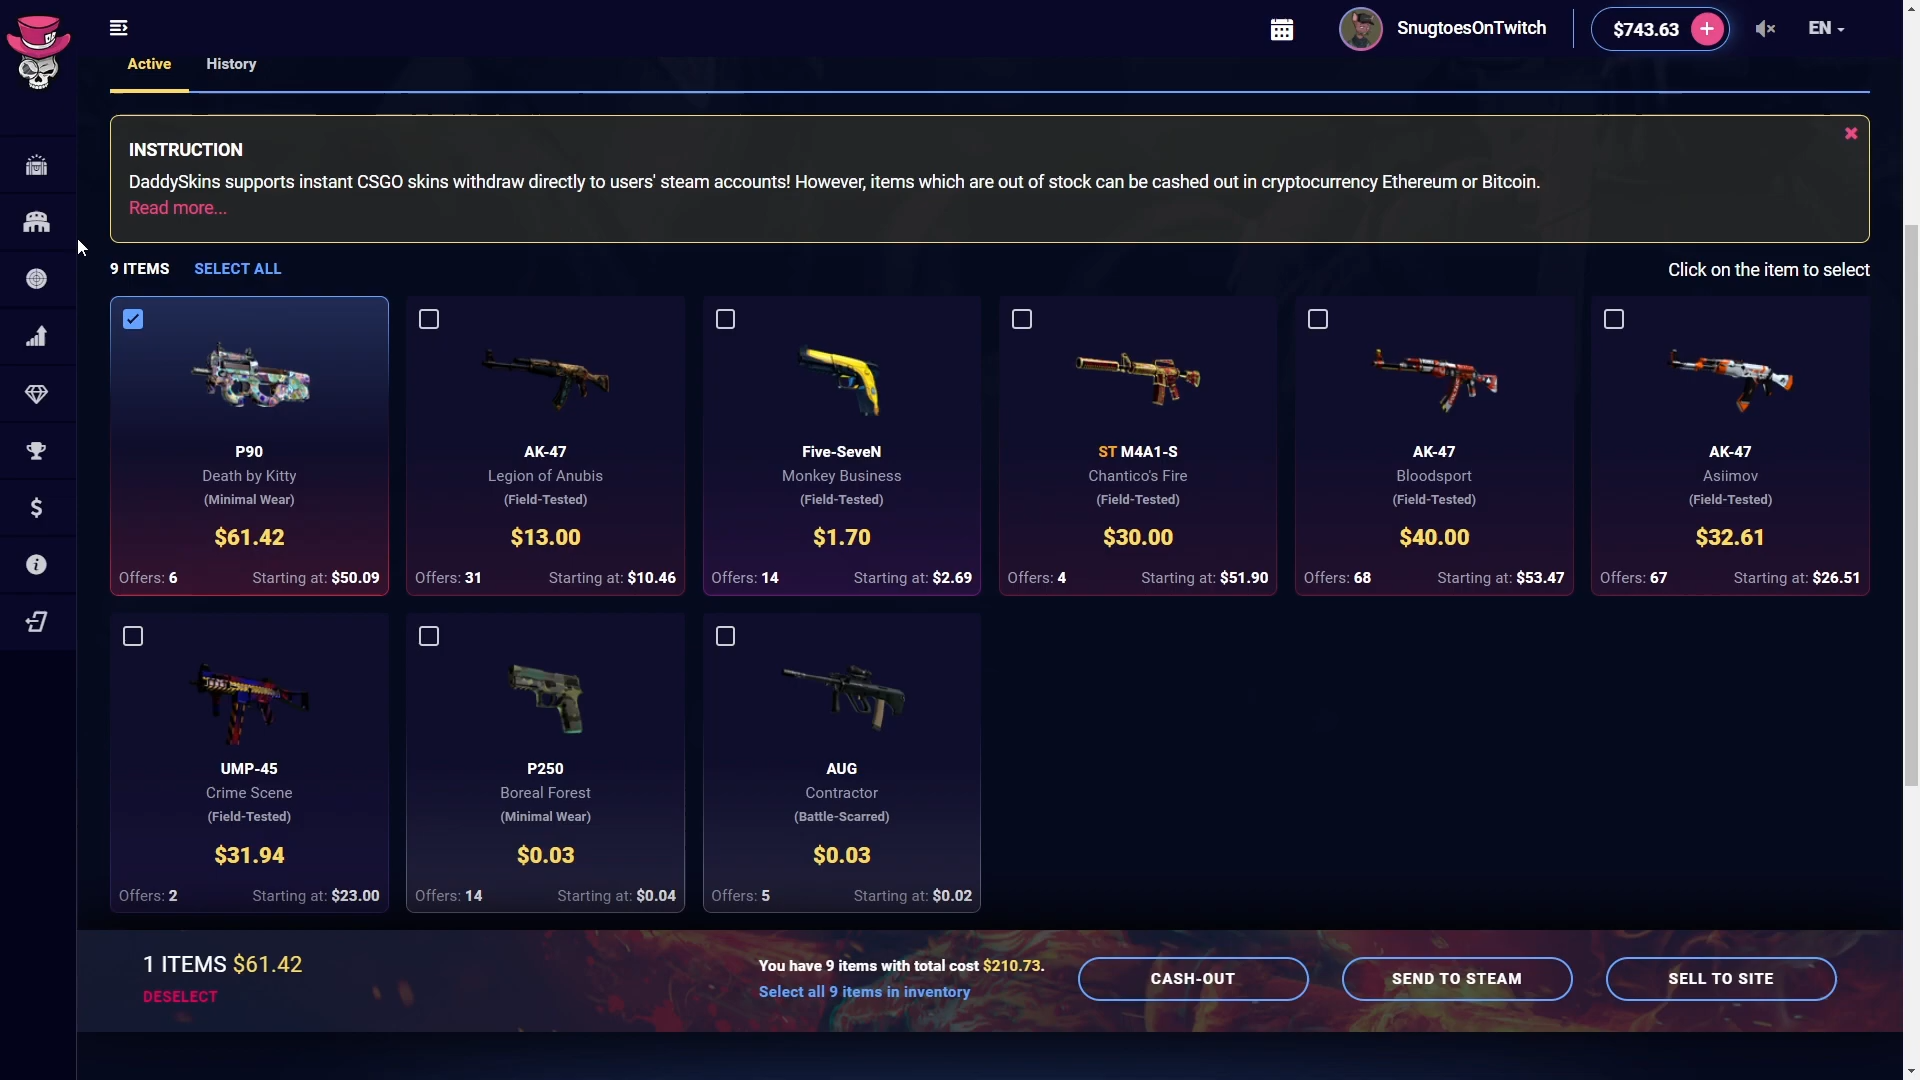 SnugtoesOnTwitch
$743.63
EN
Active
History
INSTRUCTION
DaddySkins supports instant CSGO skins withdraw directly to users' steam accounts! However, items which are out of stock can be cashed out in cryptocurrency Ethereum or Bitcoin.
Read more...
9 ITEMS
SELECT ALL
Click on the item to select
P90
Death by Kitty
(Minimal Wear)
$61.42
Offers: 6
Starting at: $50.09
AK-47
Legion of Anubis
(Field-Tested)
$13.00
Offers: 31
Starting at: $10.46
Five-SeveN
Monkey Business
(Field-Tested)
$1.70
Offers: 14
Starting at: $2.69
ST M4A1-S
Chantico's Fire
(Field-Tested)
$30.00
Offers: 4
Starting at: $51.90
AK-47
Bloodsport
(Field-Tested)
$40.00
Offers: 68
Starting at: $53.47
AK-47
Asiimov
(Field-Tested)
$32.61
Offers: 67
Starting at: $26.51
UMP-45
Crime Scene
(Field-Tested)
$31.94
Offers: 2
Starting at: $23.00
P250
Boreal Forest
(Minimal Wear)
$0.03
Offers: 14
Starting at: $0.04
AUG
Contractor
(Battle-Scarred)
$0.03
Offers: 5
Starting at: $0.02
1 ITEMS $61.42
DESELECT
You have 9 items with total cost $210.73.
Select all 9 items in inventory
CASH-OUT
SEND TO STEAM
SELL TO SITE